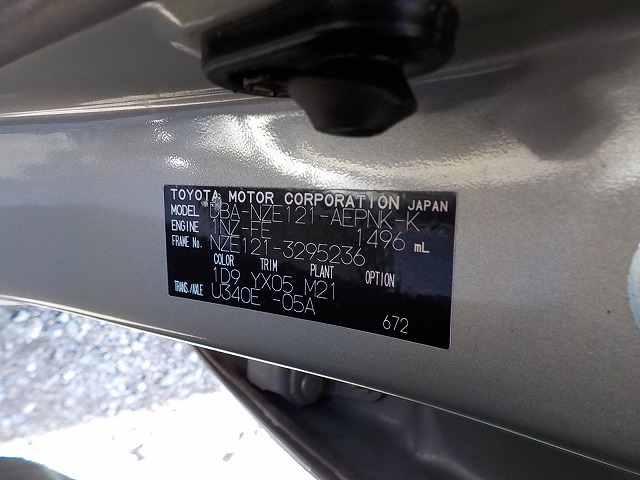 TOYOTA MOTOR CORPORATION JAPAN
MODEL DBA-NZE121-AEPNK-K
ENGINE 1NZ-FE 1496 mL
FRAME No. NZE121-3295236
COLOR TRIM PLANT OPTION
1D9 YX05 M21
TRANS./AXLE U340E -05A
672